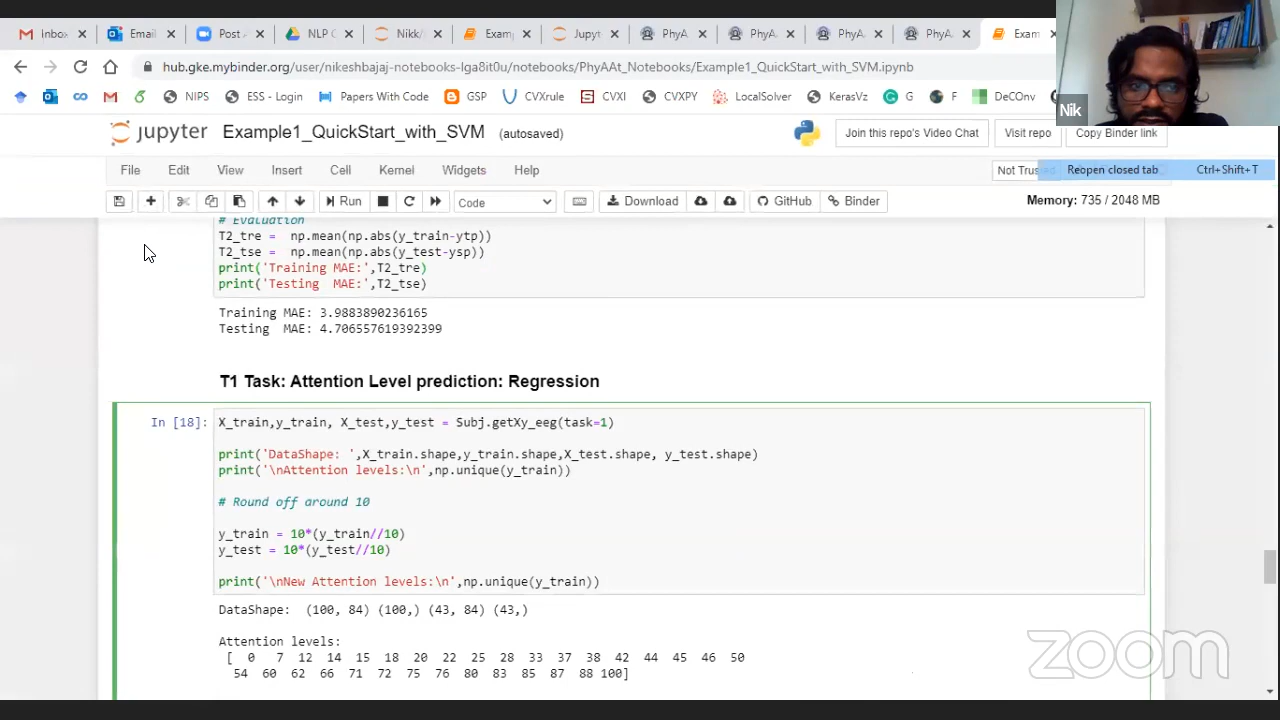 Inbo
Email
Post -
NLP C
Nikk/
Exam
Jupyt
PhyA
PhyA
PhyA
PhyA
Exam
hub.gke.mybinder.org/user/nikeshbajaj-notebooks-lga8it0u/notebooks/PhyAAt_Notebooks/Example1_QuickStart_with_SVM.ipynb
NIPS
ESS - Login
Papers With Code
GSP
CVXrule
CVXI
CVXPY
LocalSolver
KerasVz
G
F
DeCOnv
Nik
jupyter Example1_QuickStart_with_SVM (autosaved)
Join this repo's Video Chat
Visit repo
Copy Binder link
File Edit View Insert Cell Kernel Widgets Help
Not Trus
Reopen closed tab Ctrl+Shift+T
Run
Code
Download
GitHub
Binder
Memory: 735 / 2048 MB
# Evaluation
T2_tre =  np.mean(np.abs(y_train-ytp))
T2_tse =  np.mean(np.abs(y_test-ysp))
print('Training MAE:',T2_tre)
print('Testing  MAE:',T2_tse)
Training MAE: 3.9883890236165
Testing  MAE: 4.706557619392399
T1 Task: Attention Level prediction: Regression
In [18]:
X_train,y_train, X_test,y_test = Subj.getXy_eeg(task=1)
print('DataShape: ',X_train.shape,y_train.shape,X_test.shape, y_test.shape)
print('\nAttention levels:\n',np.unique(y_train))
# Round off around 10
y_train = 10*(y_train//10)
y_test = 10*(y_test//10)
print('\nNew Attention levels:\n',np.unique(y_train))
DataShape:  (100, 84) (100,) (43, 84) (43,)
Attention levels:
[  0   7  12  14  15  18  20  22  25  28  33  37  38  42  44  45  46  50
54  60  62  66  71  72  75  76  80  83  85  87  88 100]
zoom